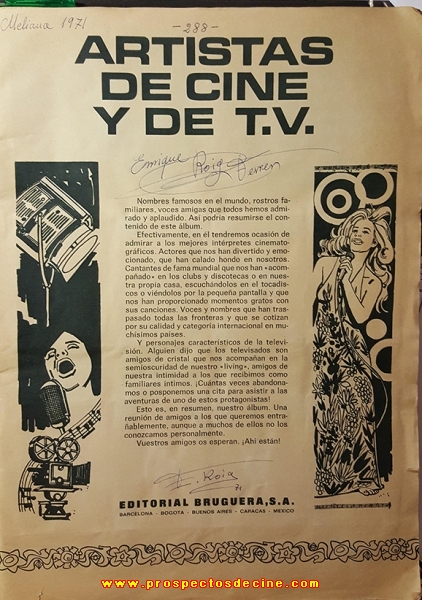 Meliana 1971
-288-
ARTISTAS
DE CINE
Y DE T.V.
Enrique Roig Ferrer
Nombres famosos en el mundo, rostros fa-
miliares, voces amigas que todos hemos admi-
rado y aplaudido. Así podría resumirse el con-
tenido de este álbum.
Efectivamente, en él tendremos ocasión de
admirar a los mejores intérpretes cinemato-
gráficos. Actores que nos han divertido y emo-
cionado, que han calado hondo en nosotros.
Cantantes de fama mundial que nos han «acom-
pañado» en los clubs y discotecas o en nues-
tra propia casa, escuchándolos en el tocadis-
cos o viéndolos por la pequeña pantalla y que
nos han proporcionado momentos gratos con
sus canciones. Voces y nombres que han tras-
pasado todas las fronteras y que se cotizan
por su calidad y categoría internacional en mu-
chísimos países.
Y personajes característicos de la televi-
sión. Alguien dijo que los televisados son
amigos de cristal que nos acompañan en la
semioscuridad de nuestro «living», amigos de
nuestra intimidad a los que recibimos como
familiares íntimos. ¡Cuántas veces abandona-
mos o posponemos una cita para asistir a las
aventuras de uno de estos protagonistas!
Esto es, en resumen, nuestro álbum. Una
reunión de amigos a los que queremos entra-
ñablemente, aunque a muchos de ellos no los
conozcamos personalmente.
Vuestros amigos os esperan. ¡Ahí están!
E. Roig
71
EDITORIAL BRUGUERA, S.A.
BARCELONA - BOGOTA - BUENOS AIRES - CARACAS - MEXICO
www.prospectosdecine.com